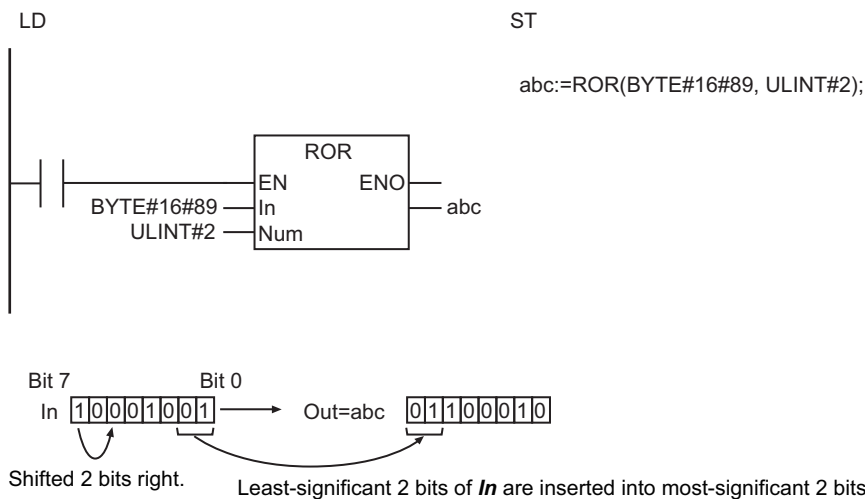 LD
ST
abc:=ROR(BYTE#16#89, ULINT#2);
ROR
EN ENO
BYTE#16#89 In abc
ULINT#2 Num
Bit 7 Bit 0
In 1 0 0 0 1 0 0 1 Out=abc 0 1 1 0 0 0 1 0
Shifted 2 bits right.
Least-significant 2 bits of In are inserted into most-significant 2 bits